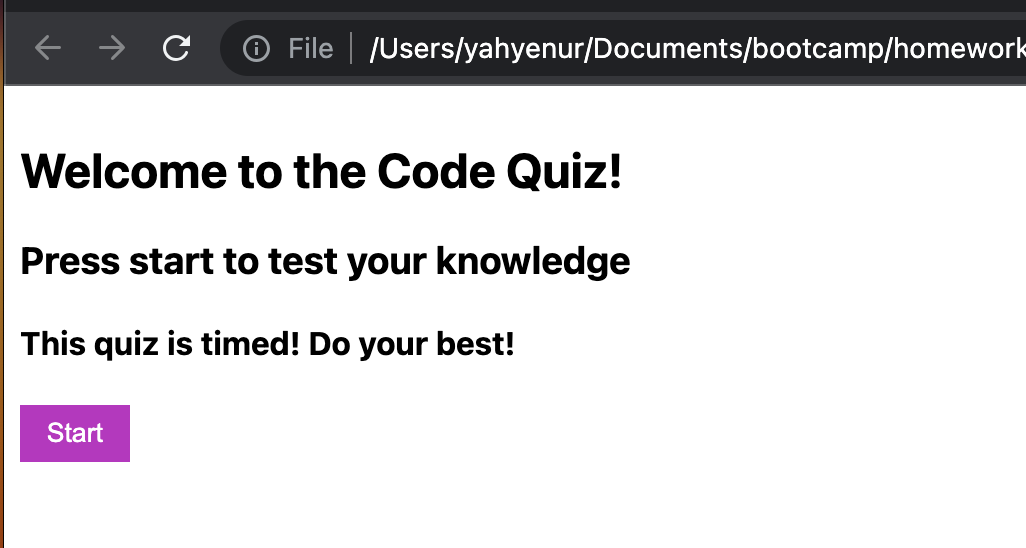 File /Users/yahyenur/Documents/bootcamp/homework
Welcome to the Code Quiz!
Press start to test your knowledge
This quiz is timed! Do your best!
Start